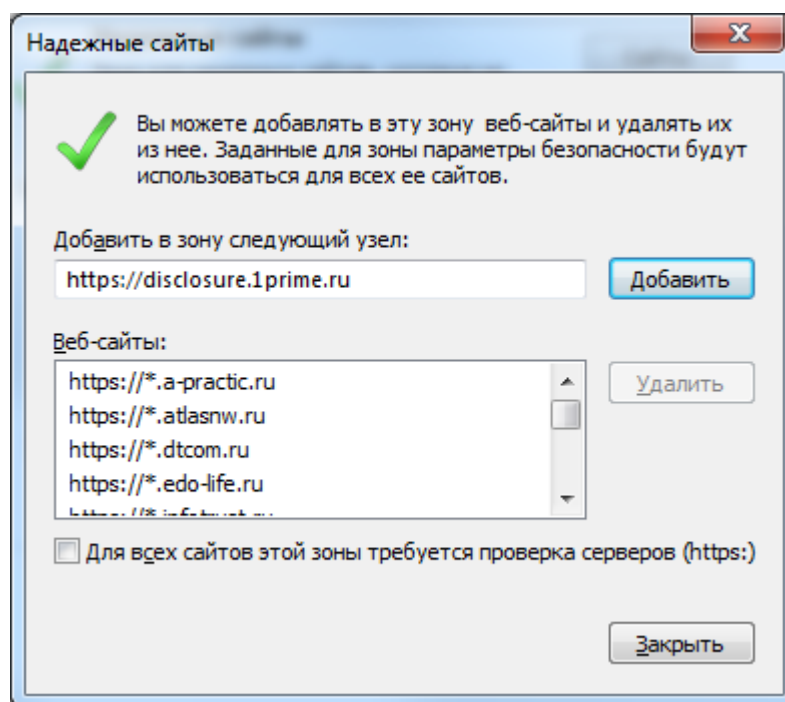 Надежные сайты
Вы можете добавлять в эту зону веб-сайты и удалять их
из нее. Заданные для зоны параметры безопасности будут
использоваться для всех ее сайтов.
Добавить в зону следующий узел:
https://disclosure.1prime.ru
Добавить
Веб-сайты:
https://*.a-practic.ru
https://*.atlasnw.ru
https://*.dtcom.ru
https://*.edo-life.ru
Удалить
Для всех сайтов этой зоны требуется проверка серверов (https:)
Закрыть